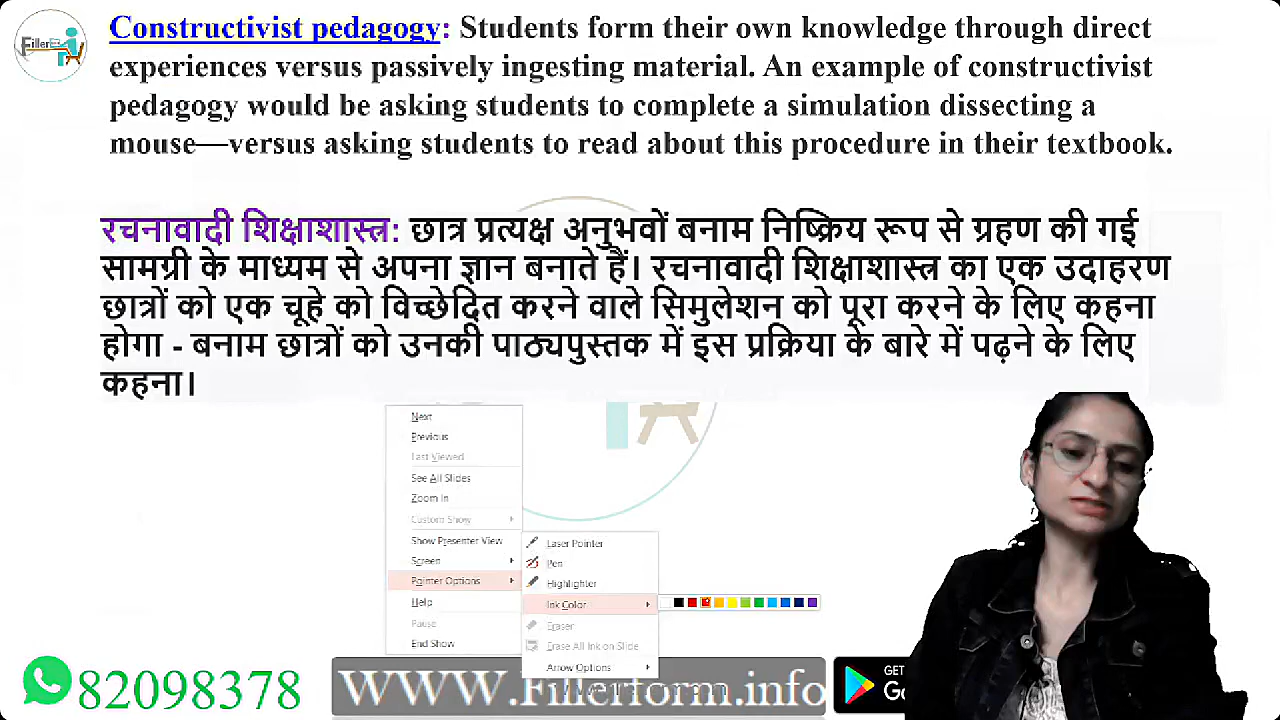 Filler
Constructivist pedagogy: Students form their own knowledge through direct
experiences versus passively ingesting material. An example of constructivist
pedagogy would be asking students to complete a simulation dissecting a
mouse—versus asking students to read about this procedure in their textbook.
रचनावादी शिक्षाशास्त्र: छात्र प्रत्यक्ष अनुभवों बनाम निष्क्रिय रूप से ग्रहण की गई
सामग्री के माध्यम से अपना ज्ञान बनाते हैं। रचनावादी शिक्षाशास्त्र का एक उदाहरण
छात्रों को एक चूहे को विच्छेदित करने वाले सिमुलेशन को पूरा करने के लिए कहना
होगा - बनाम छात्रों को उनकी पाठ्यपुस्तक में इस प्रक्रिया के बारे में पढ़ने के लिए
कहना।
Next
Previous
Last Viewed
See All Slides
Zoom In
Custom Show
Show Presenter View
Screen
Pointer Options
Help
Pause
End Show
Laser Pointer
Pen
Highlighter
Ink Color
Eraser
Erase All Ink on Slide
Arrow Options
82098378
WWW.Fillerform.info
GET